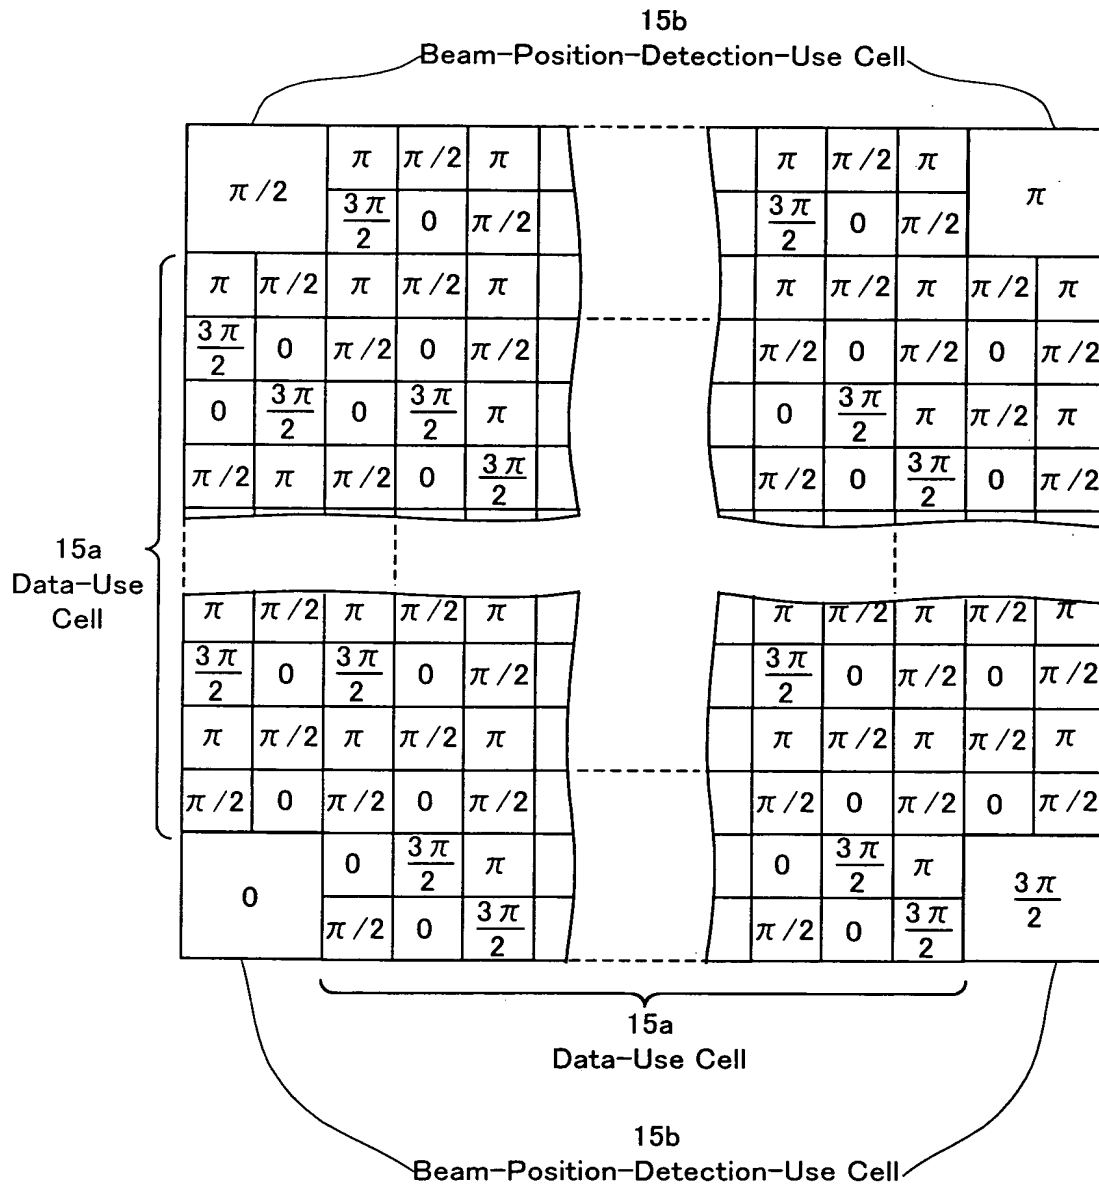 15b
Beam-Position-Detection-Use Cell
π/2 π π/2 π π π/2 π π
3π/2 0 π/2 3π/2 0 π/2
π π/2 π π/2 π π π/2 π π/2 π
3π/2 0 π/2 0 π/2 π/2 0 π/2 0 π/2
0 3π/2 0 3π/2 π 0 3π/2 π π/2 π
π/2 π π/2 0 3π/2 π/2 0 3π/2 0 π/2
15a
Data-Use
Cell
π π/2 π π/2 π π π/2 π π/2 π
3π/2 0 3π/2 0 π/2 3π/2 0 π/2 0 π/2
π π/2 π π/2 π π π/2 π π/2 π
π/2 0 π/2 0 π/2 π/2 0 π/2 0 π/2
0 0 3π/2 π 0 3π/2 π 3π/2
π/2 0 3π/2 π/2 0 3π/2
15a
Data-Use Cell
15b
Beam-Position-Detection-Use Cell